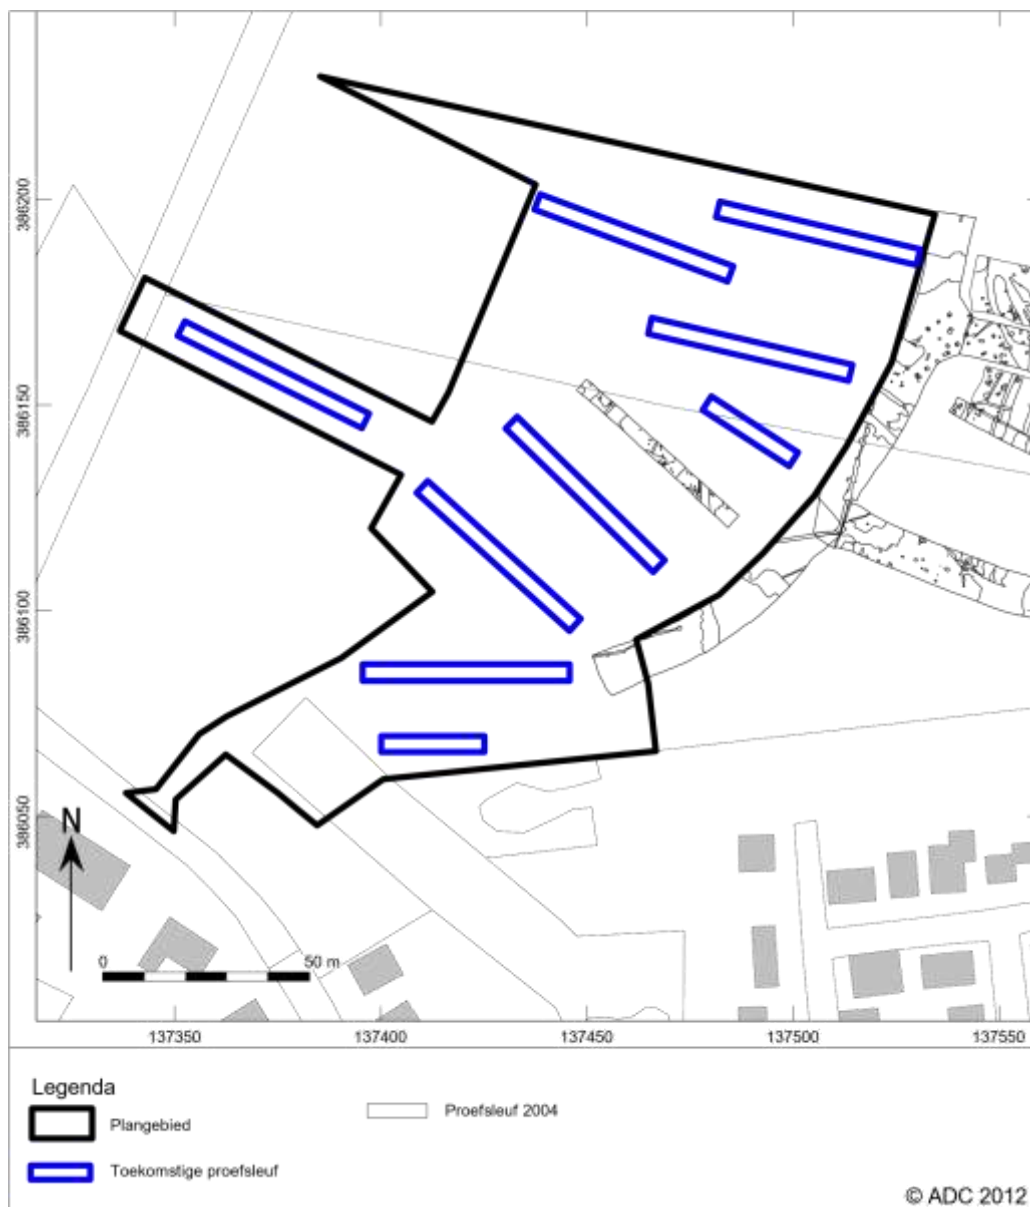 386200
386150
386100
386050
N
0 50 m
137350 137400 137450 137500 137550
Legenda
Plangebied
Proefsleuf 2004
Toekomstige proefsleuf
© ADC 2012